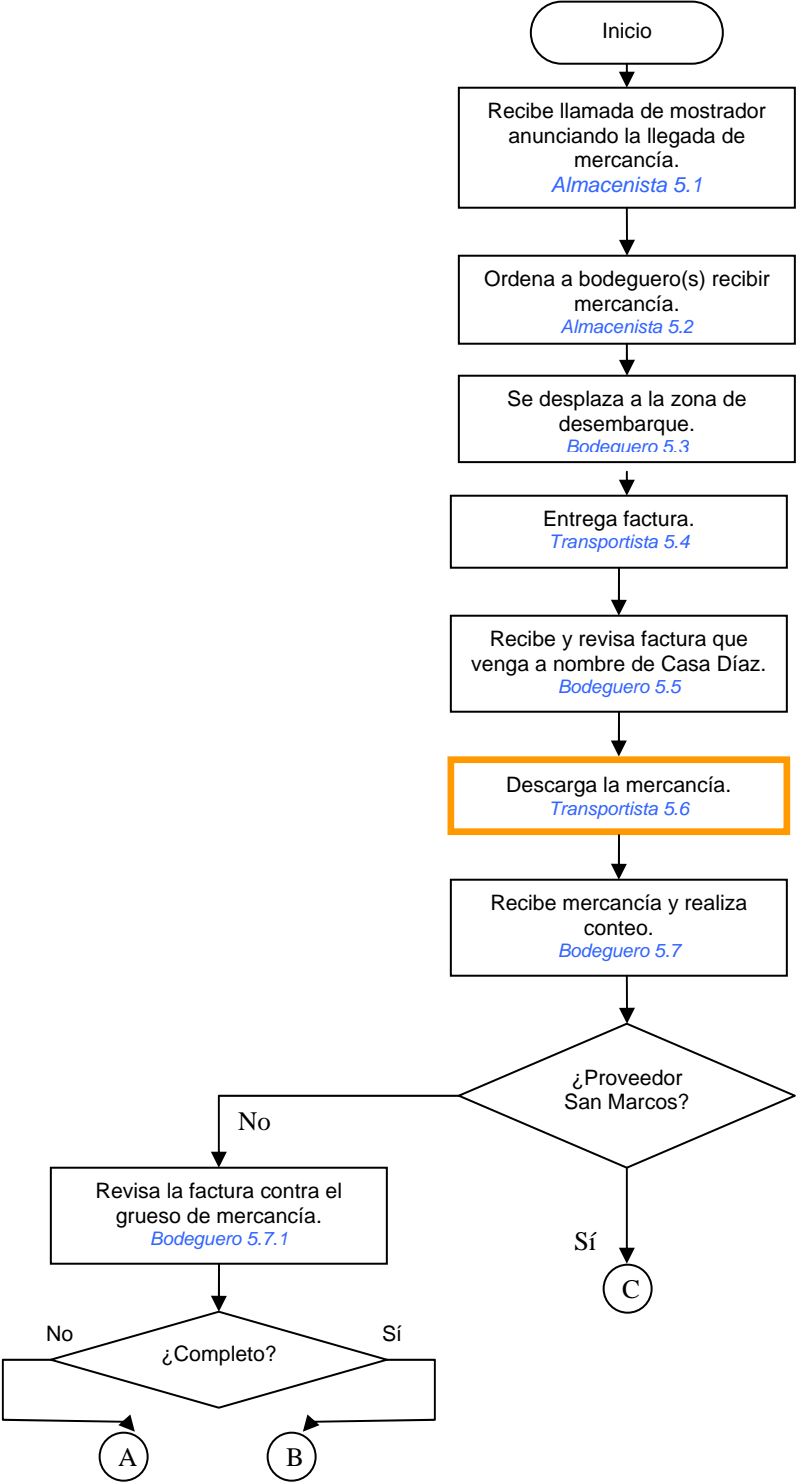 Inicio
Recibe llamada de mostrador
anunciando la llegada de
mercancía.
Almacenista 5.1
Ordena a bodeguero(s) recibir
mercancía.
Almacenista 5.2
Se desplaza a la zona de
desembarque.
Bodeguero 5.3
Entrega factura.
Transportista 5.4
Recibe y revisa factura que
venga a nombre de Casa Díaz.
Bodeguero 5.5
Descarga la mercancía.
Transportista 5.6
Recibe mercancía y realiza
conteo.
Bodeguero 5.7
¿Proveedor
San Marcos?
No
Revisa la factura contra el
grueso de mercancía.
Bodeguero 5.7.1
Sí
C
No
¿Completo?
Sí
A
B